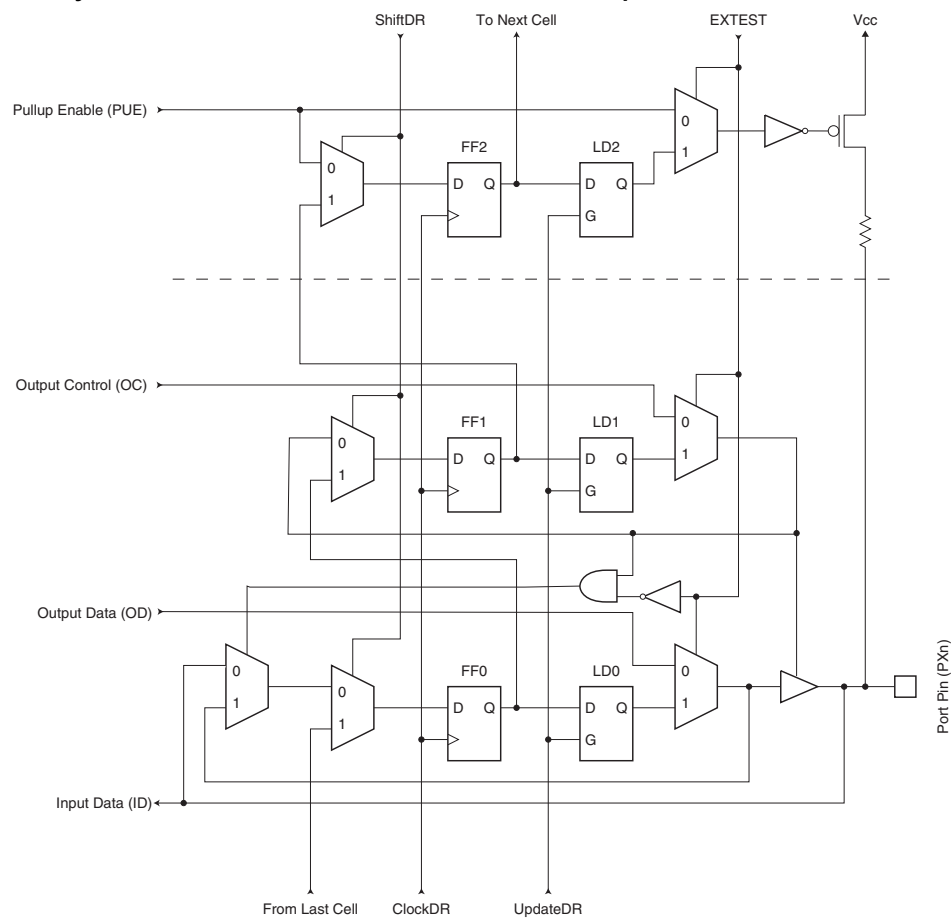 ShiftDR To Next Cell EXTEST Vcc
Pullup Enable (PUE)
0
1
FF2
D Q
LD2
D Q
G
0
1
Output Control (OC)
0
1
FF1
D Q
LD1
D Q
G
0
1
Output Data (OD)
0
1
0
1
FF0
D Q
LD0
D Q
G
0
1
Port Pin (PXn)
Input Data (ID)
From Last Cell ClockDR UpdateDR